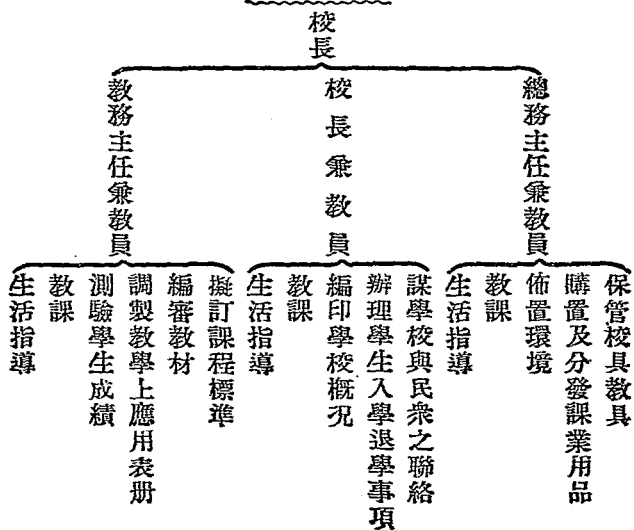 校長
總務主任兼教員
保管校具教具
購置及分發課業用品
佈置環境
教課
生活指導
校長兼教員
謀學校與民衆之聯絡
辦理學生入學退學事項
編印學校概況
教課
生活指導
教務主任兼教員
擬訂課程標準
編審教材
調製教學上應用表册
測驗學生成績
教課
生活指導